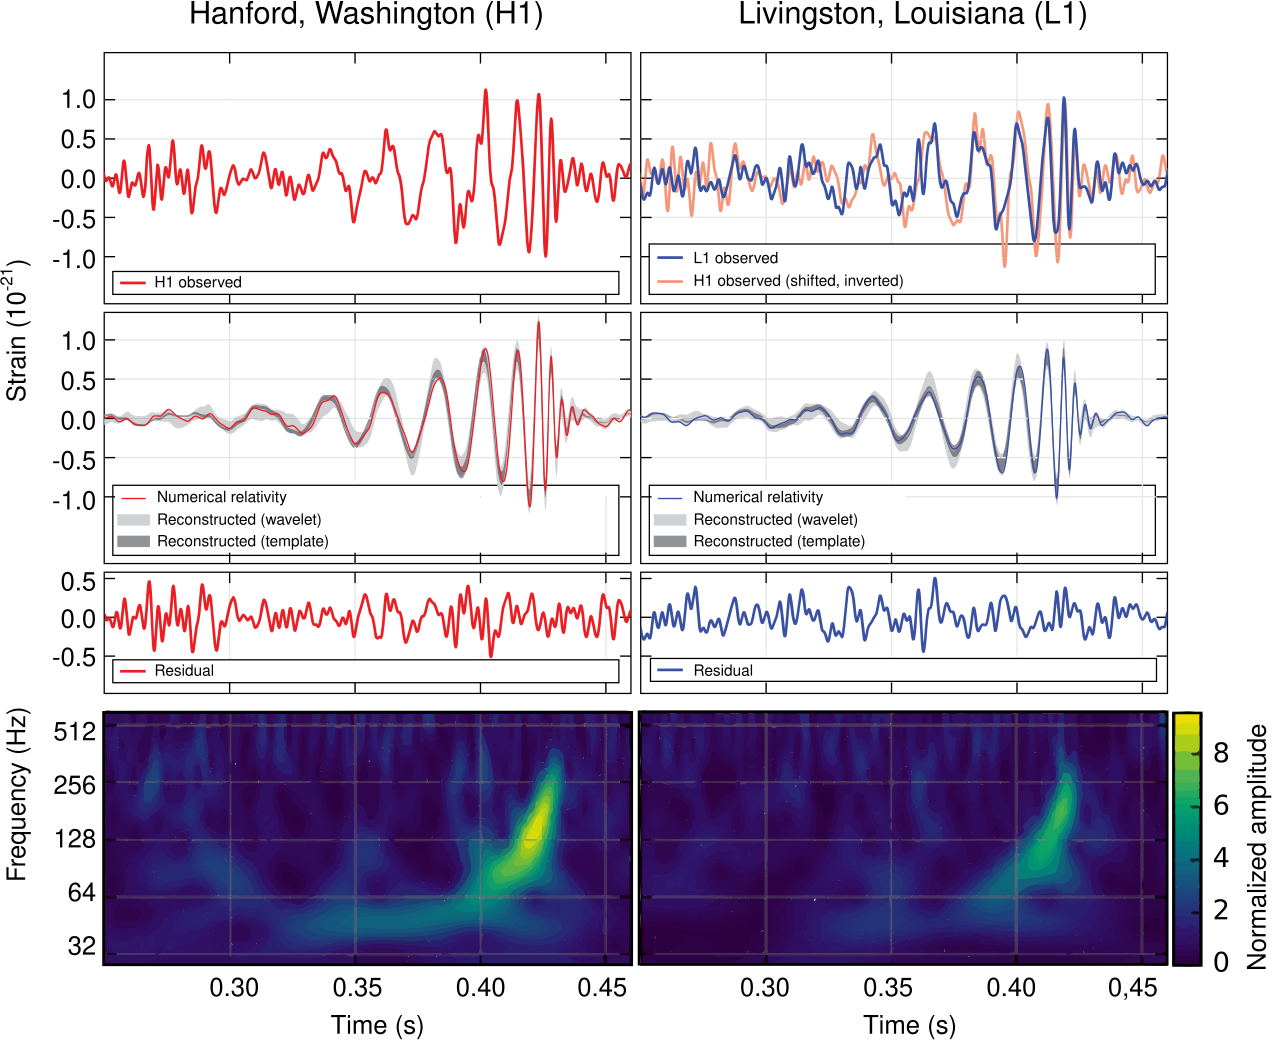 Hanford, Washington (H1)
Livingston, Louisiana (L1)
Strain (10-21)
1.0
0.5
0.0
-0.5
-1.0
H1 observed
L1 observed
H1 observed (shifted, inverted)
1.0
0.5
0.0
-0.5
-1.0
Numerical relativity
Reconstructed (wavelet)
Reconstructed (template)
Numerical relativity
Reconstructed (wavelet)
Reconstructed (template)
0.5
0.0
-0.5
Residual
Residual
Frequency (Hz)
512
256
128
64
32
0.30
0.35
0.40
0.45
Time (s)
0.30
0.35
0.40
0,45
Time (s)
8
6
4
2
0
Normalized amplitude